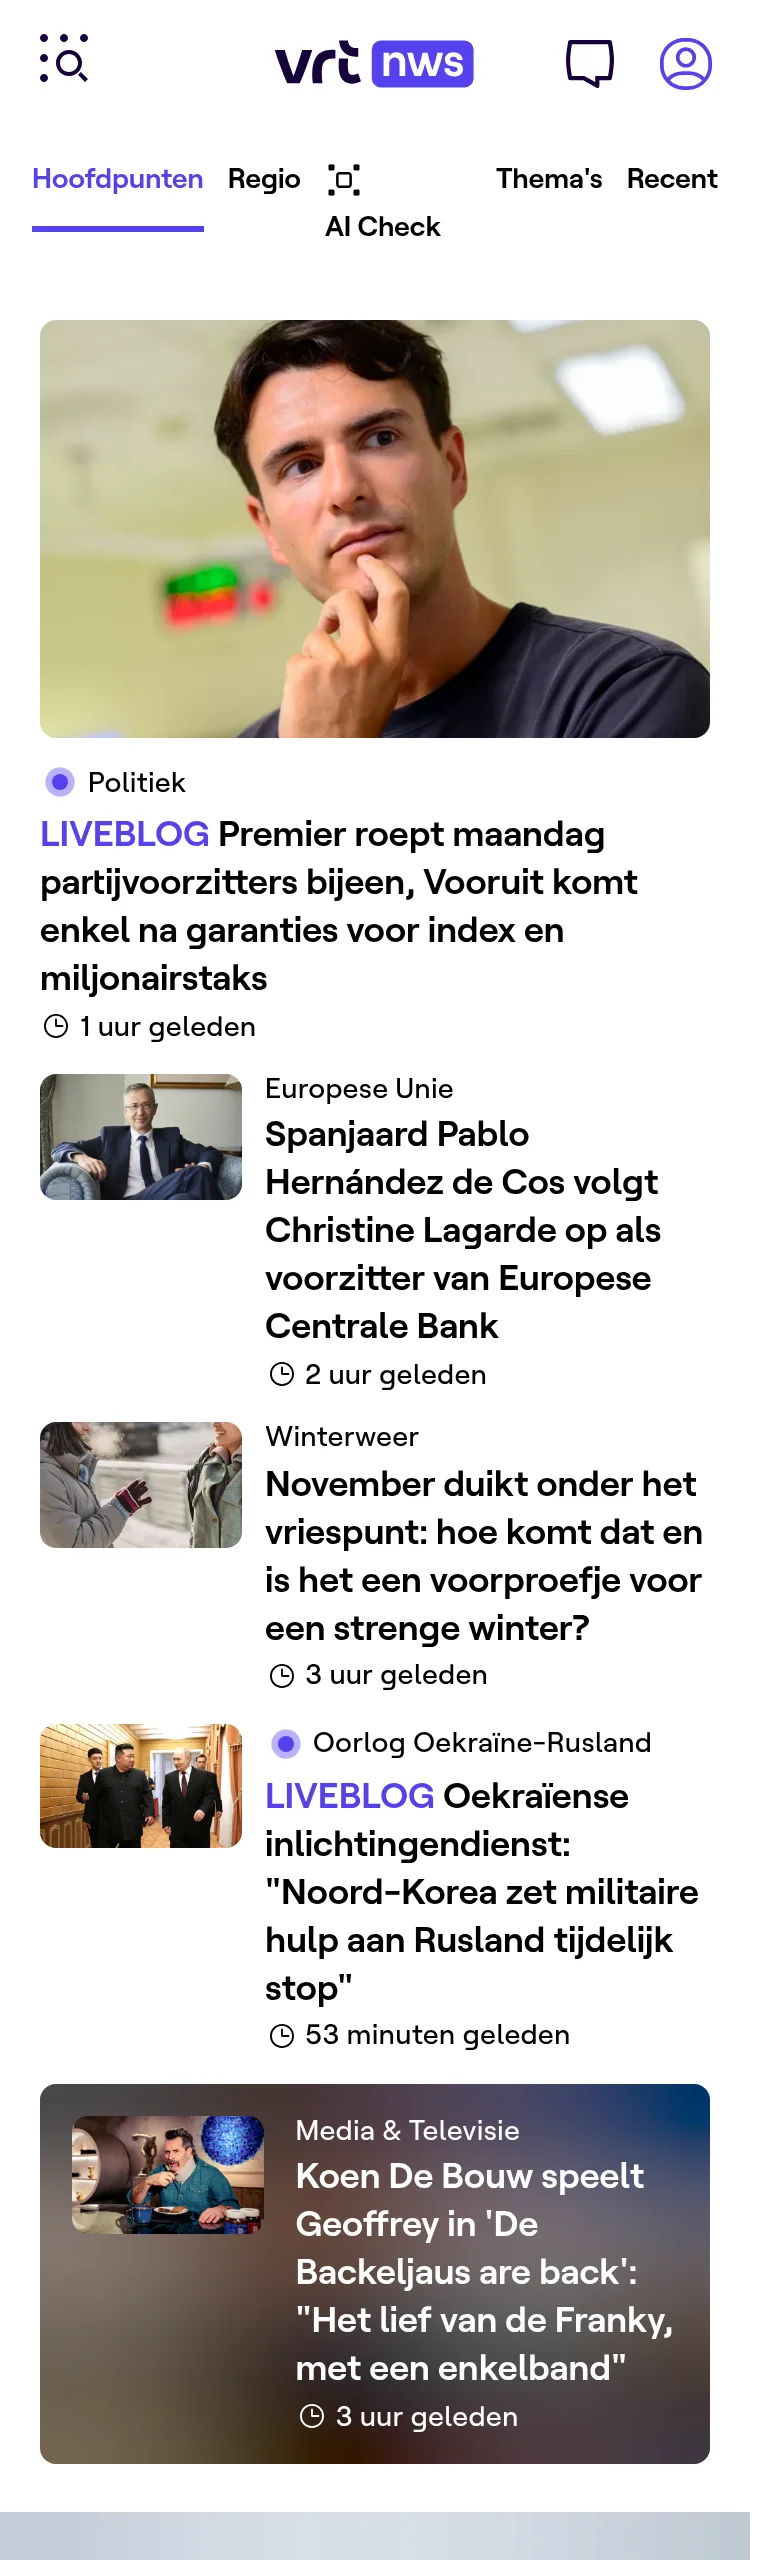 vrt nws
Hoofdpunten
Regio
AI Check
Thema's
Recent
Politiek
LIVEBLOG Premier roept maandag
partijvoorzitters bijeen, Vooruit komt
enkel na garanties voor index en
miljonairstaks
1 uur geleden
Europese Unie
Spanjaard Pablo
Hernández de Cos volgt
Christine Lagarde op als
voorzitter van Europese
Centrale Bank
2 uur geleden
Winterweer
November duikt onder het
vriespunt: hoe komt dat en
is het een voorproefje voor
een strenge winter?
3 uur geleden
Oorlog Oekraïne-Rusland
LIVEBLOG Oekraïense
inlichtingendienst:
"Noord-Korea zet militaire
hulp aan Rusland tijdelijk
stop"
53 minuten geleden
Media & Televisie
Koen De Bouw speelt
Geoffrey in 'De
Backeljaus are back':
"Het lief van de Franky,
met een enkelband"
3 uur geleden